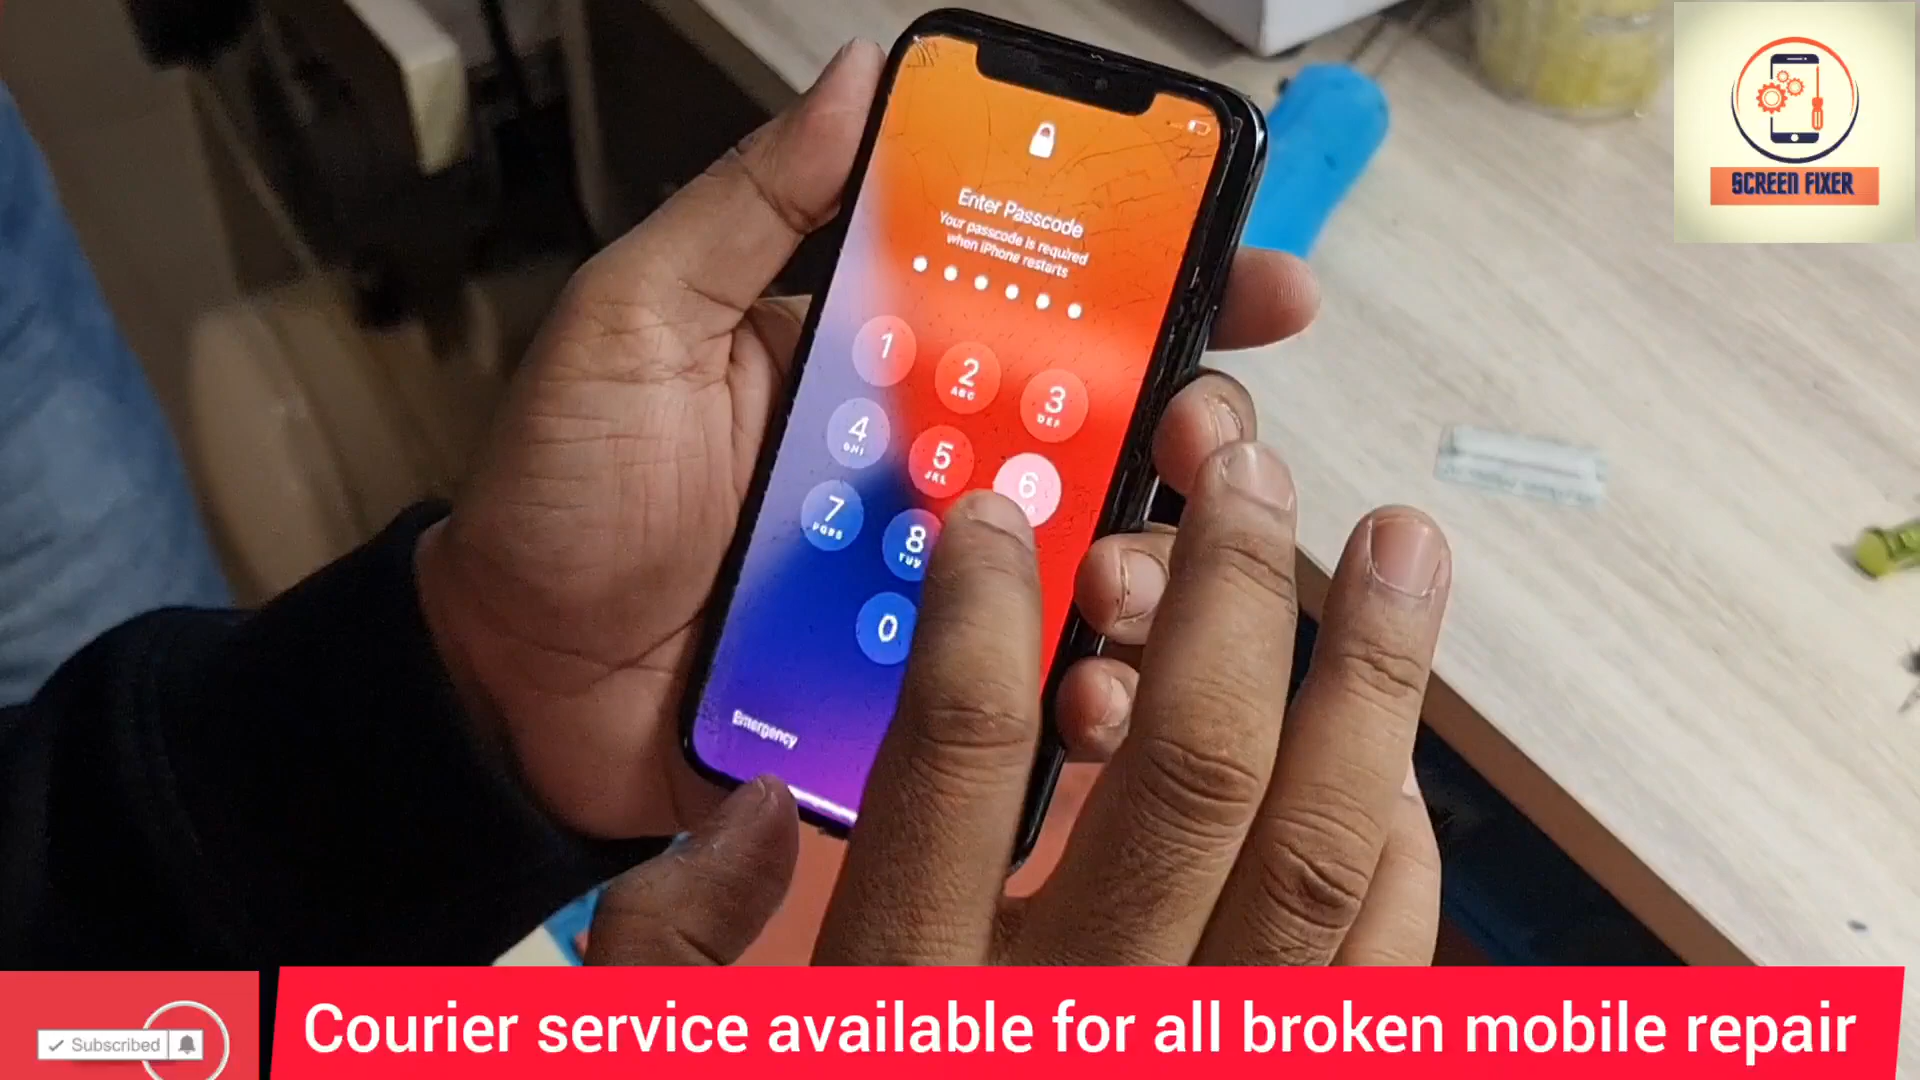 SCREEN FIXER
Enter Passcode
Your passcode is required
when iPhone restarts
1
2
ABC
3
DEF
4
GHI
5
JKL
6
7
PQRS
8
TUV
0
Emergency
Subscribed
Courier service available for all broken mobile repair